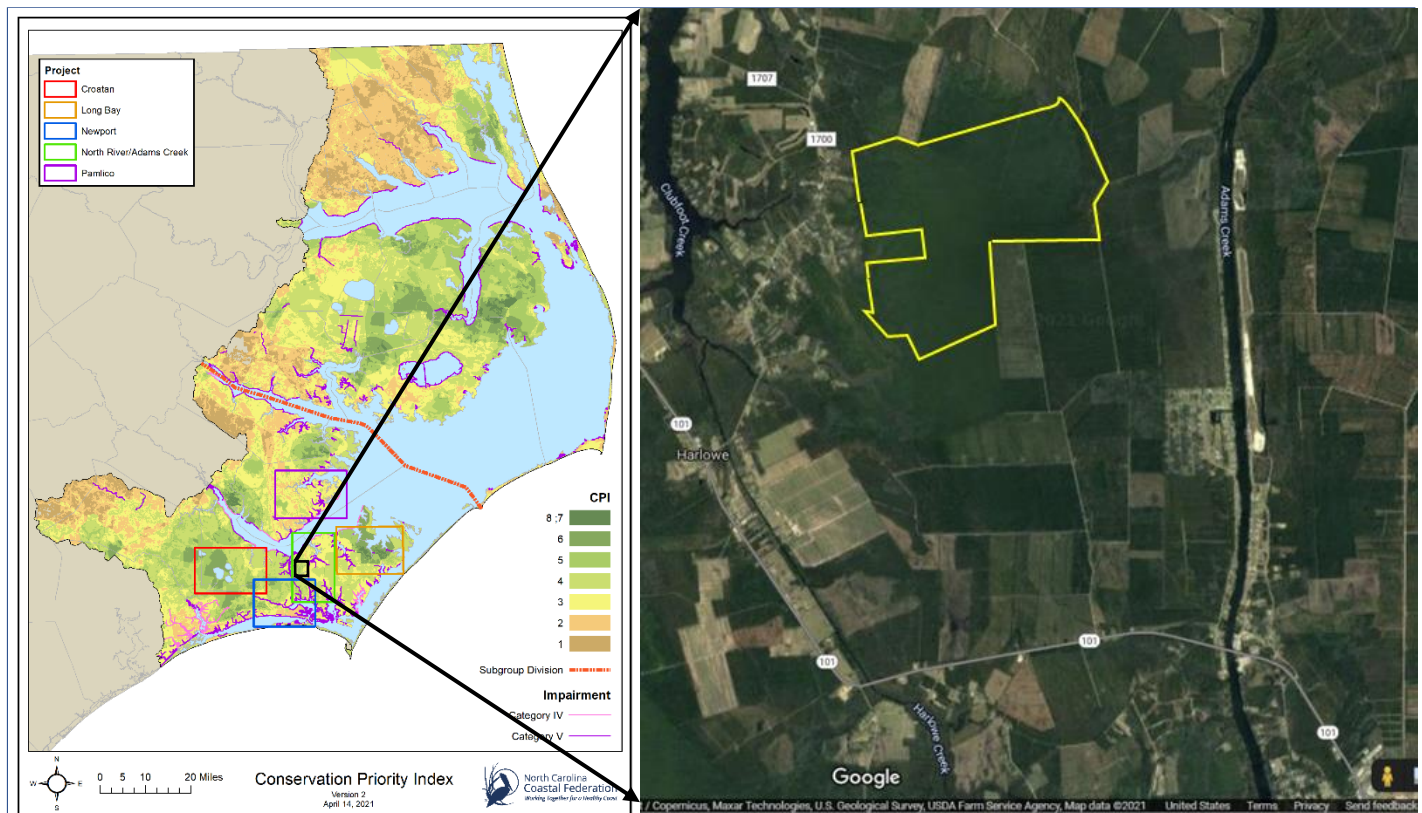 Project
Croatan
Long Bay
Newport
North River/Adams Creek
Pamlico
CPI
8 :7
6
5
4
3
2
1
Subgroup Division
Impairment
Category IV
Category V
N
W
E
S
0 5 10 20 Miles
Conservation Priority Index
Version 2
April 14, 2021
North Carolina
Coastal Federation
Working Together for a Healthy Coast
1707
1700
Clubfoot Creek
Adams Creek
101
Harlowe
101
101
Harlowe Creek
101
Google
/ Copernicus, Maxar Technologies, U.S. Geological Survey, USDA Farm Service Agency, Map data ©2021 United States Terms Privacy Send feedback